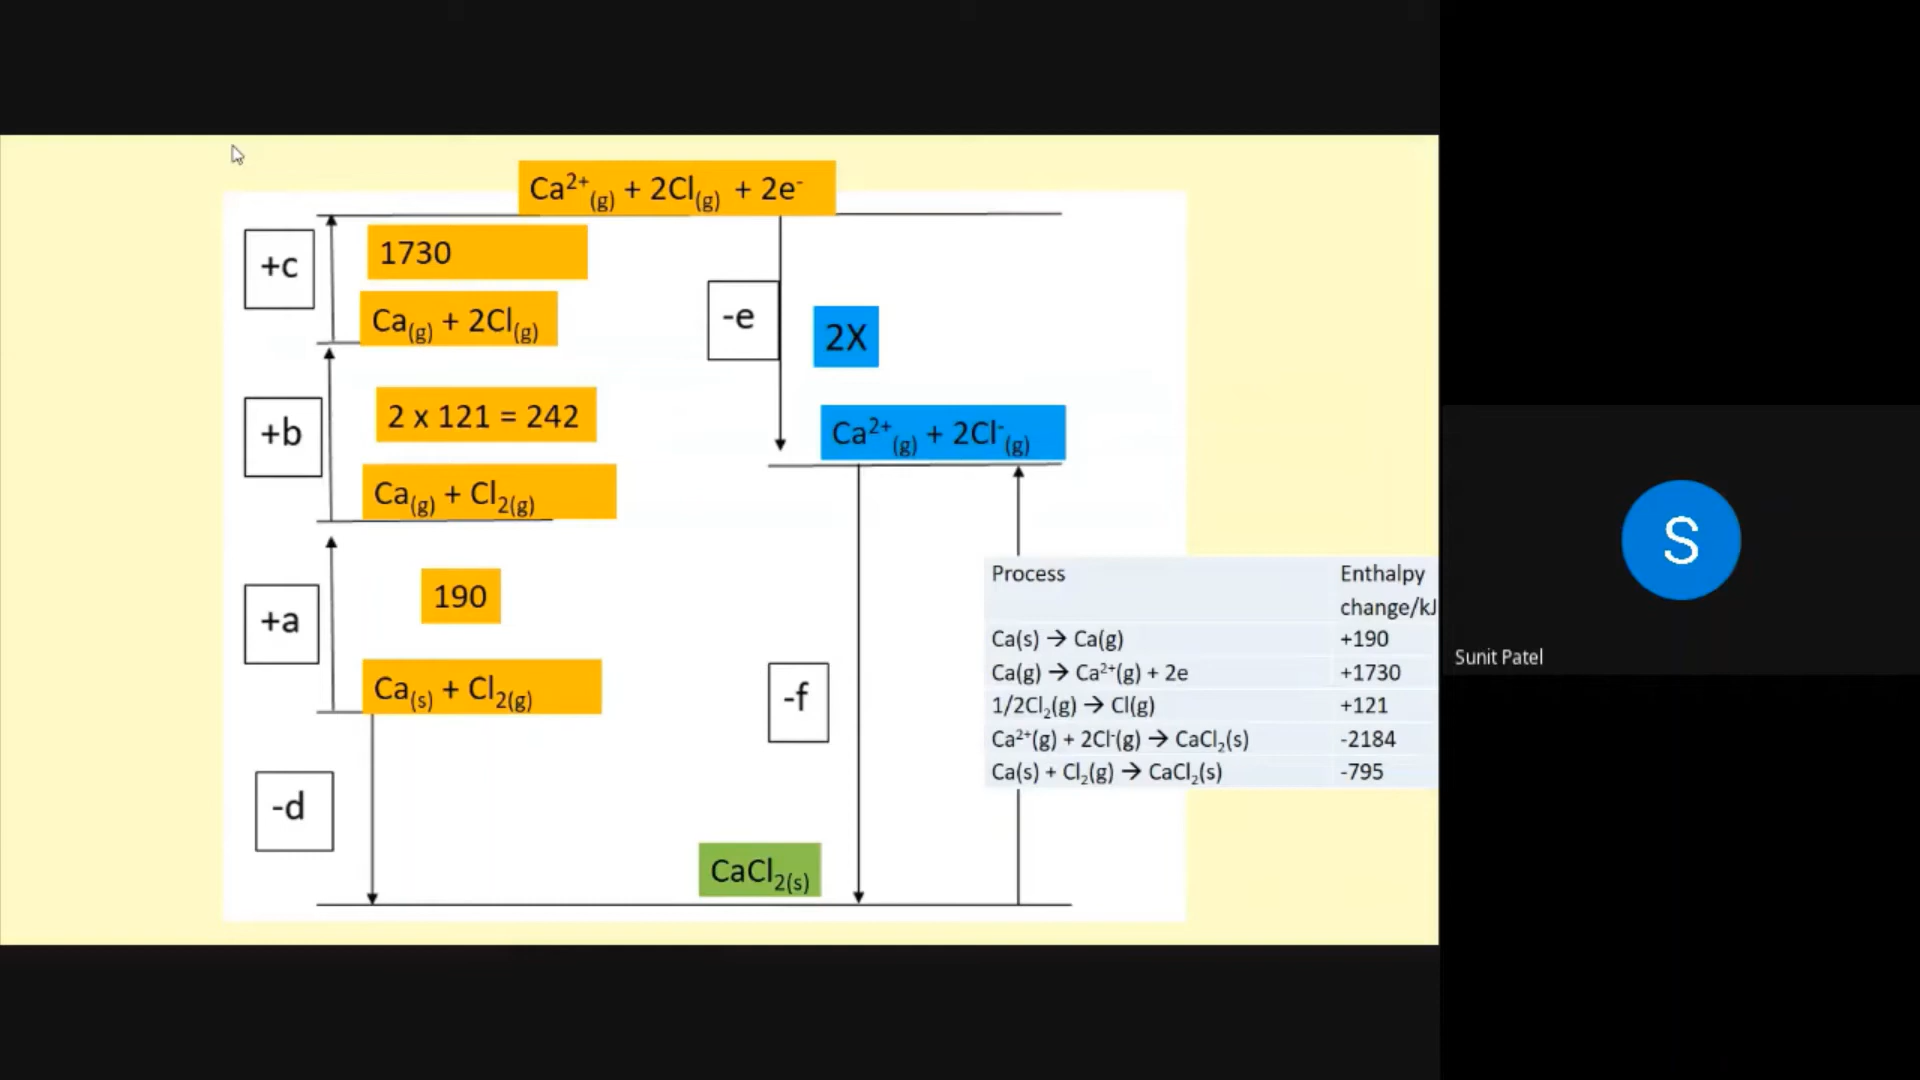 Ca²⁺(g) + 2Cl(g) + 2e⁻
+c
1730
Ca(g) + 2Cl(g)
-e
2X
+b
2 x 121 = 242
Ca²⁺(g) + 2Cl⁻(g)
Ca(g) + Cl₂(g)
+a
190
Ca(s) + Cl₂(g)
-f
-d
CaCl₂(s)
Process Enthalpy change/kJ
Ca(s) → Ca(g) +190
Ca(g) → Ca²⁺(g) + 2e +1730
1/2Cl₂(g) → Cl(g) +121
Ca²⁺(g) + 2Cl⁻(g) → CaCl₂(s) -2184
Ca(s) + Cl₂(g) → CaCl₂(s) -795
S
Sunit Patel